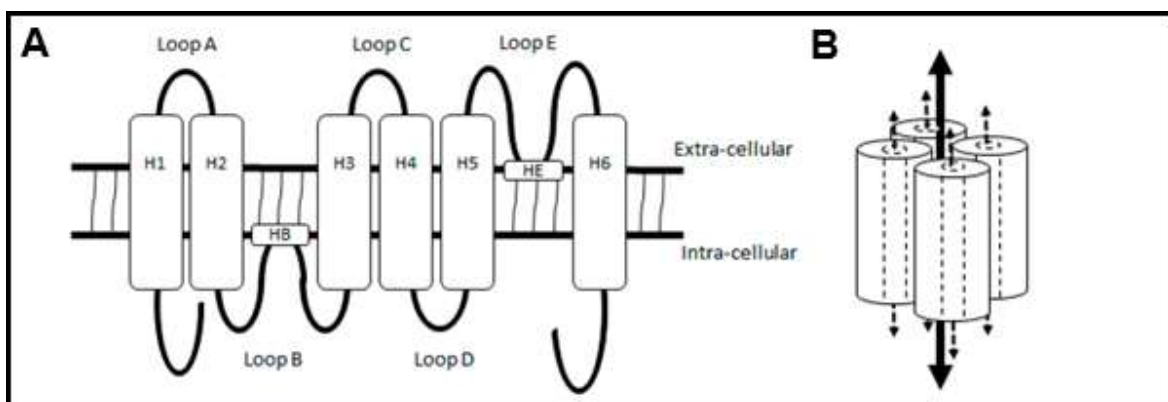 A
B
Loop A
Loop C
Loop E
H1
H2
H3
H4
H5
H6
HE
Extra-cellular
HB
Intra-cellular
Loop B
Loop D